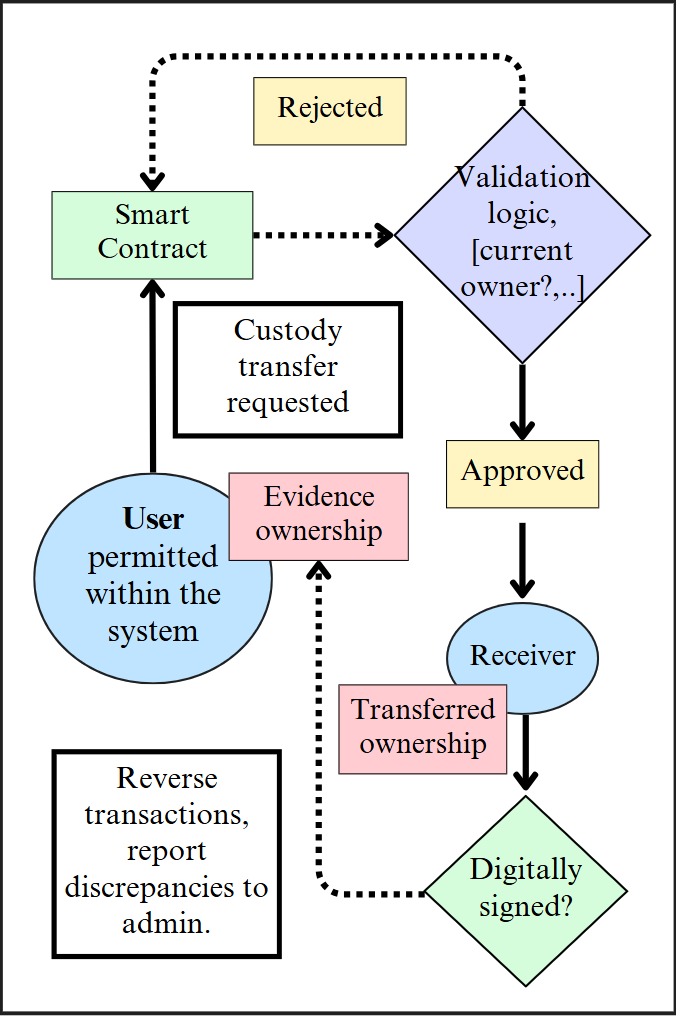 Rejected
Validation
logic,
[current
owner?,..]
Smart
Contract
Custody
transfer
requested
Approved
Evidence
ownership
User
permitted
within the
system
Receiver
Transferred
ownership
Reverse
transactions,
report
discrepancies to
admin.
Digitally
signed?